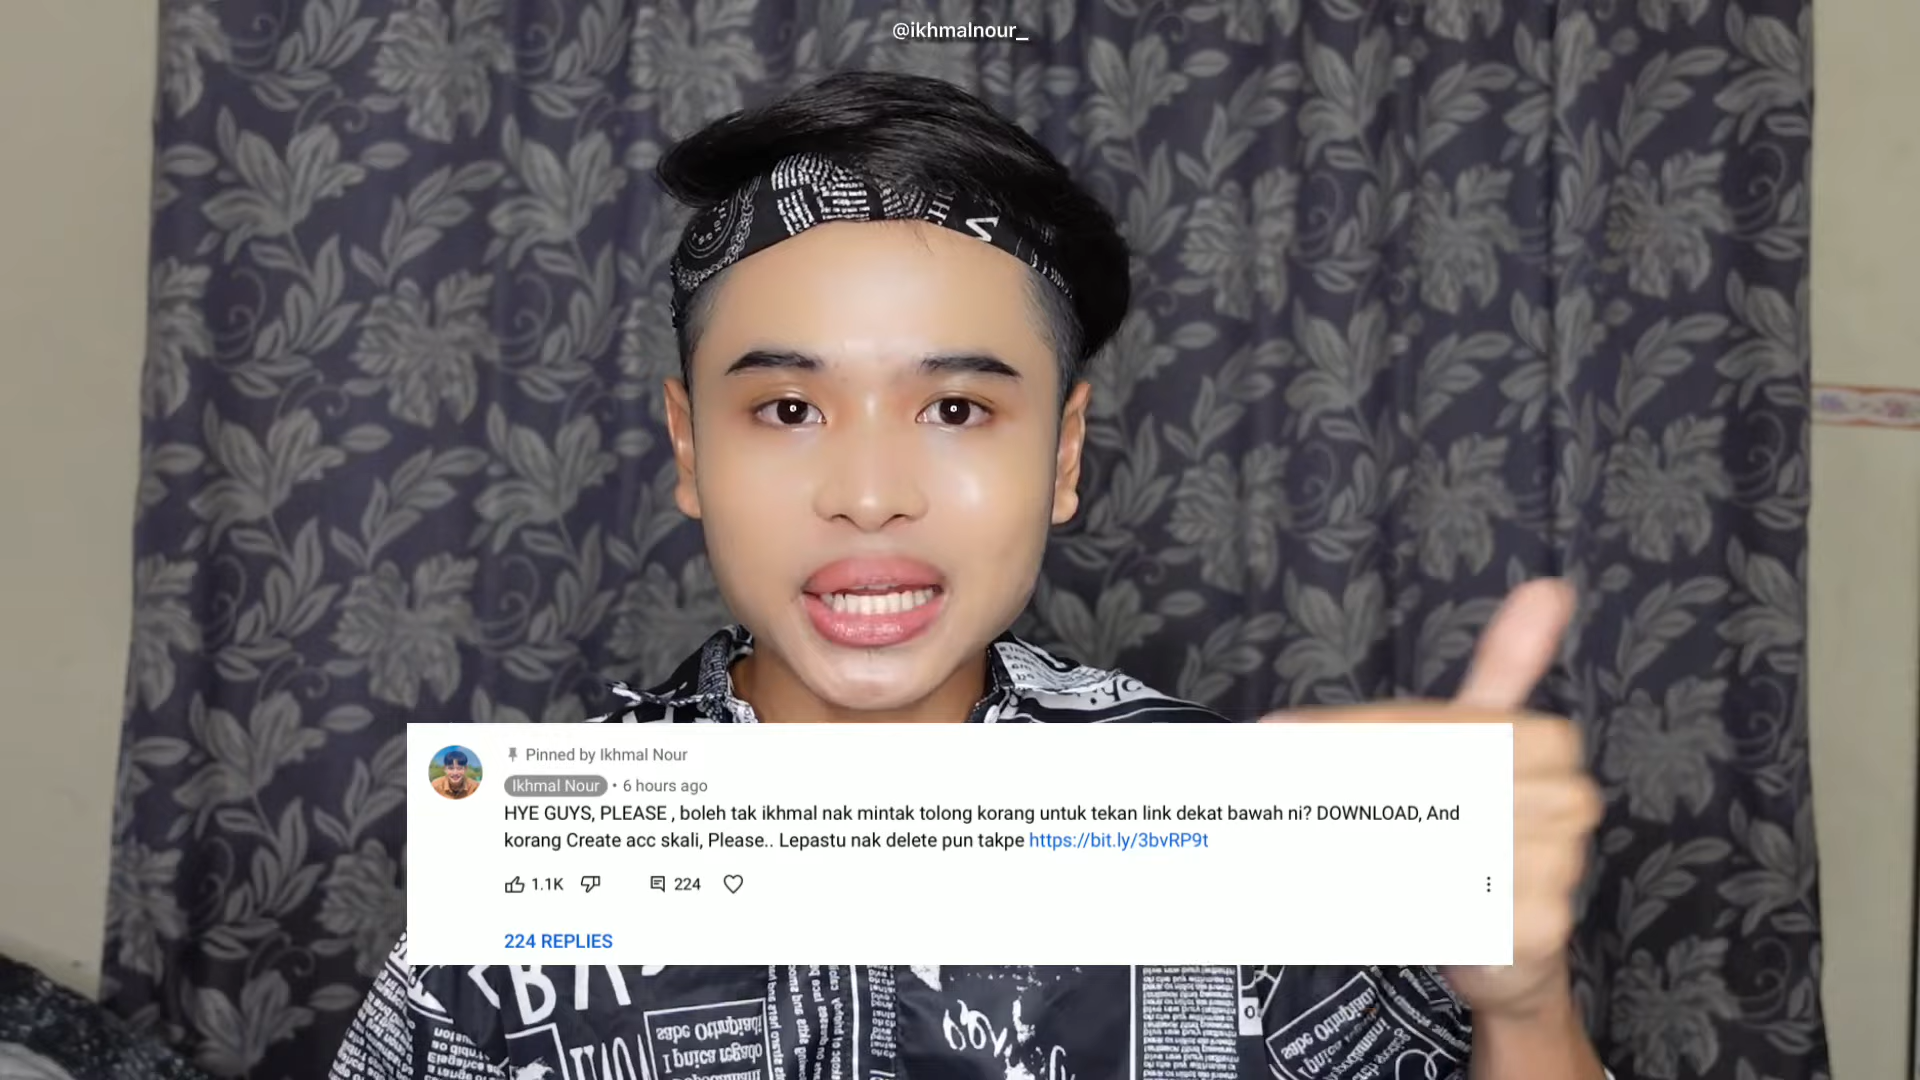 @ikhmalnour_
Pinned by Ikhmal Nour
Ikhmal Nour • 6 hours ago
HYE GUYS, PLEASE , boleh tak ikhmal nak mintak tolong korang untuk tekan link dekat bawah ni? DOWNLOAD, And
korang Create acc skali, Please.. Lepastu nak delete pun takpe https://bit.ly/3bvRP9t
1.1K 224
224 REPLIES